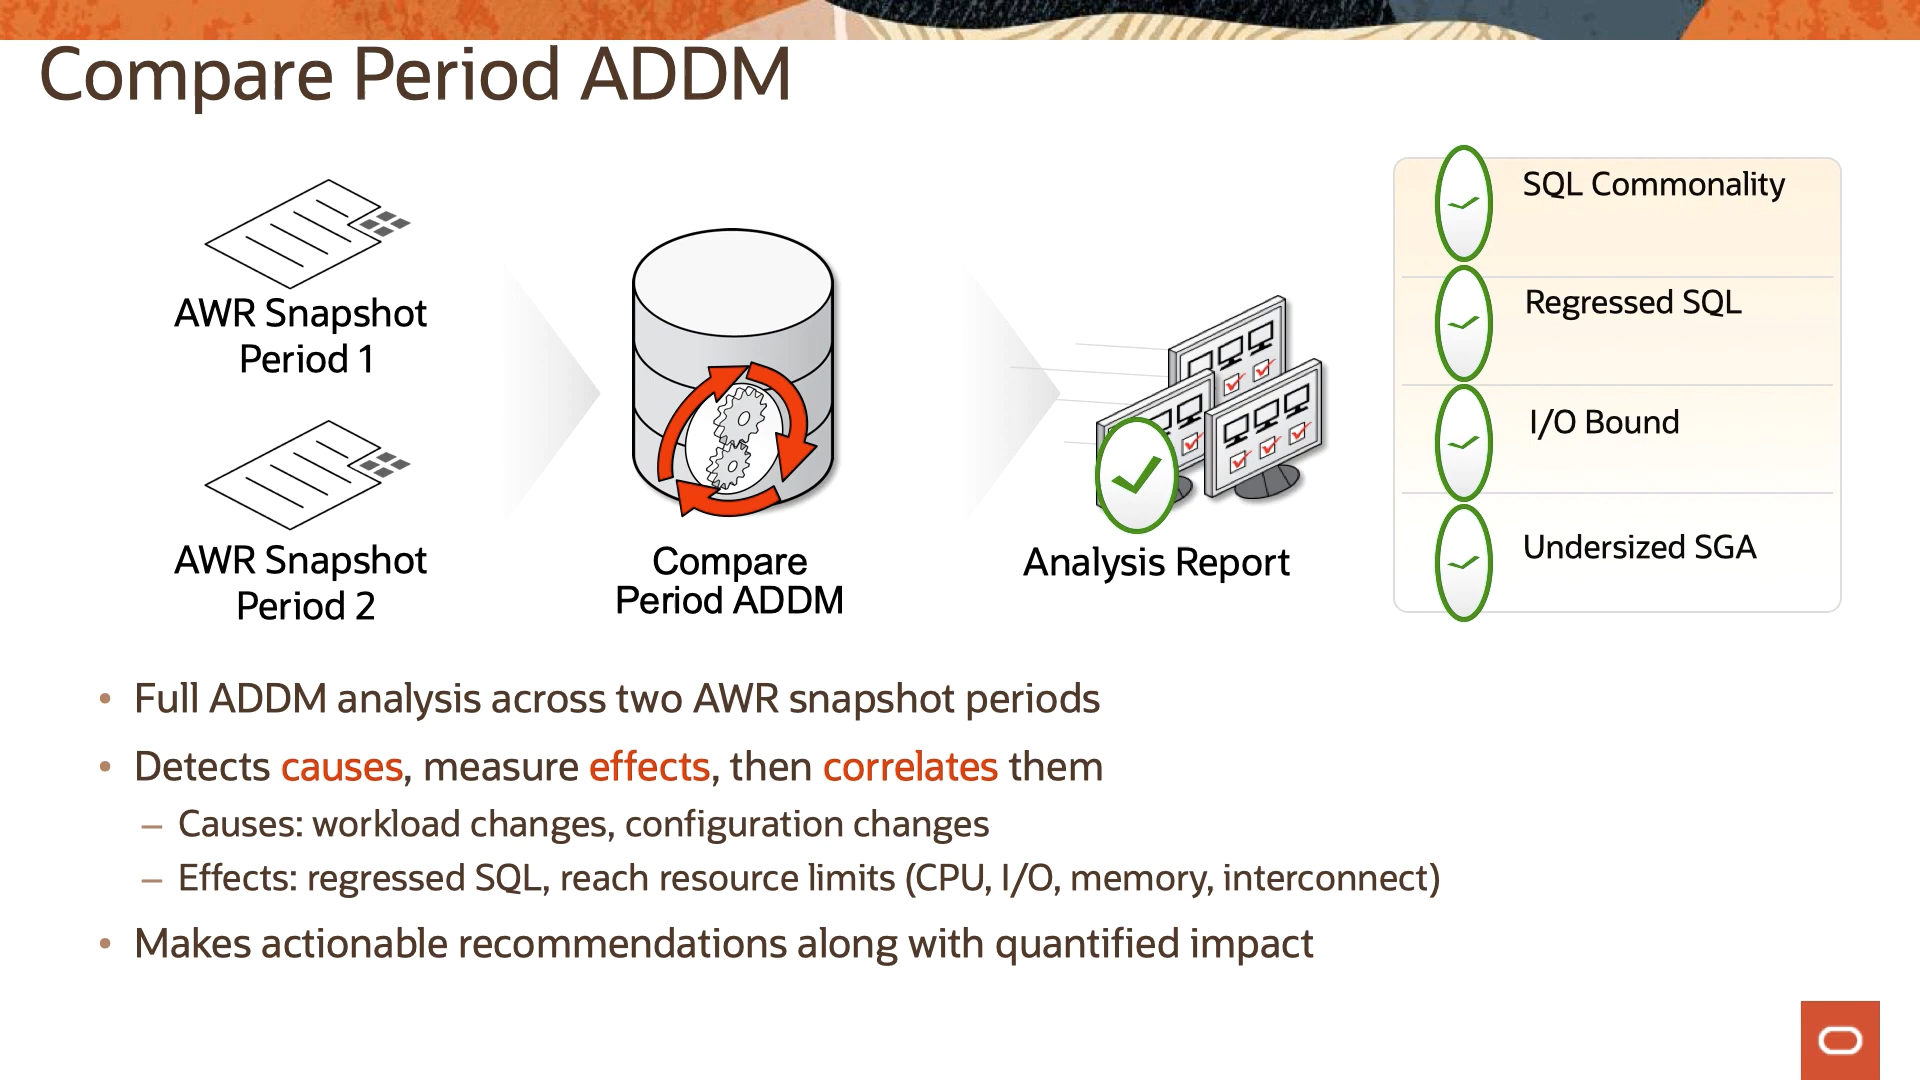 Compare Period ADDM
AWR Snapshot
Period 1
AWR Snapshot
Period 2
Compare
Period ADDM
Analysis Report
SQL Commonality
Regressed SQL
I/O Bound
Undersized SGA
• Full ADDM analysis across two AWR snapshot periods
• Detects causes, measure effects, then correlates them
– Causes: workload changes, configuration changes
– Effects: regressed SQL, reach resource limits (CPU, I/O, memory, interconnect)
• Makes actionable recommendations along with quantified impact